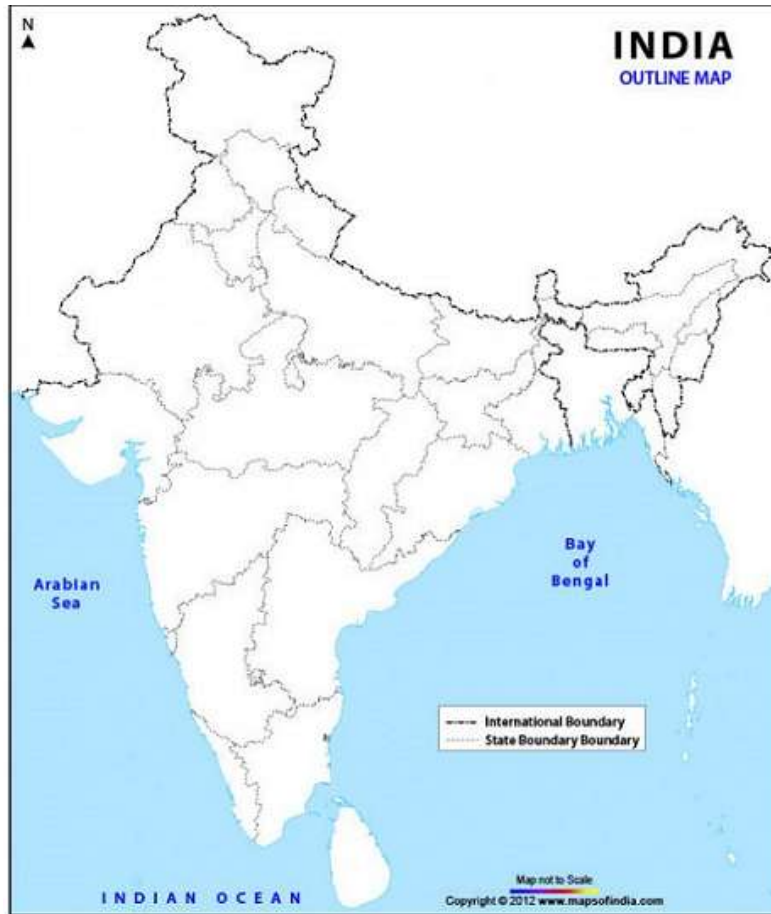 N
INDIA
OUTLINE MAP
Arabian
Sea
Bay
of
Bengal
International Boundary
State Boundary Boundary
INDIAN OCEAN
Map not to Scale
Copyright © 2012 www.mapsofindia.com